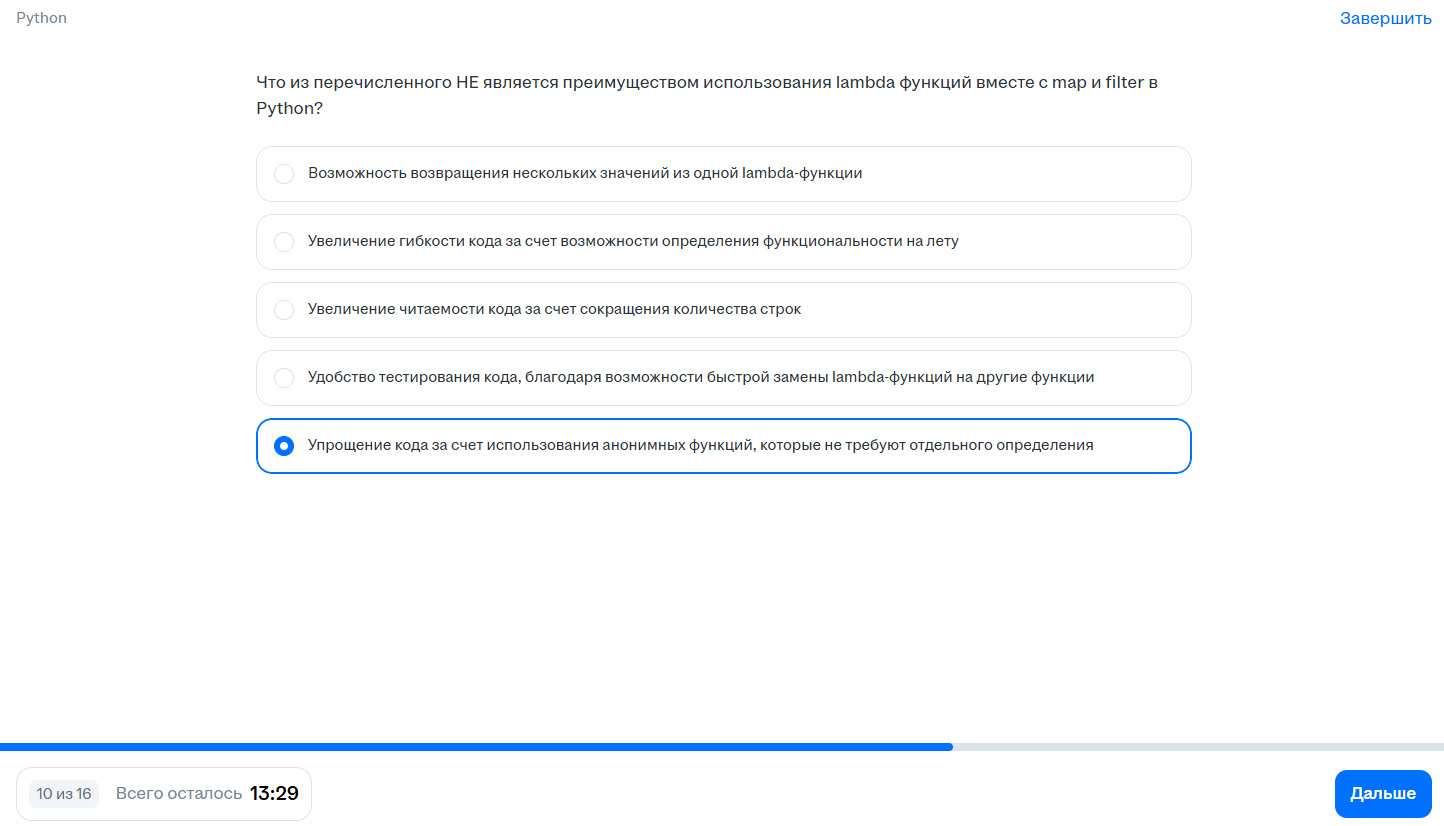 Python
Завершить
Что из перечисленного НЕ является преимуществом использования lambda функций вместе с map и filter в
Python?
Возможность возвращения нескольких значений из одной lambda-функции
Увеличение гибкости кода за счет возможности определения функциональности на лету
Увеличение читаемости кода за счет сокращения количества строк
Удобство тестирования кода, благодаря возможности быстрой замены lambda-функций на другие функции
Упрощение кода за счет использования анонимных функций, которые не требуют отдельного определения
10 из 16
Всего осталось 13:29
Дальше